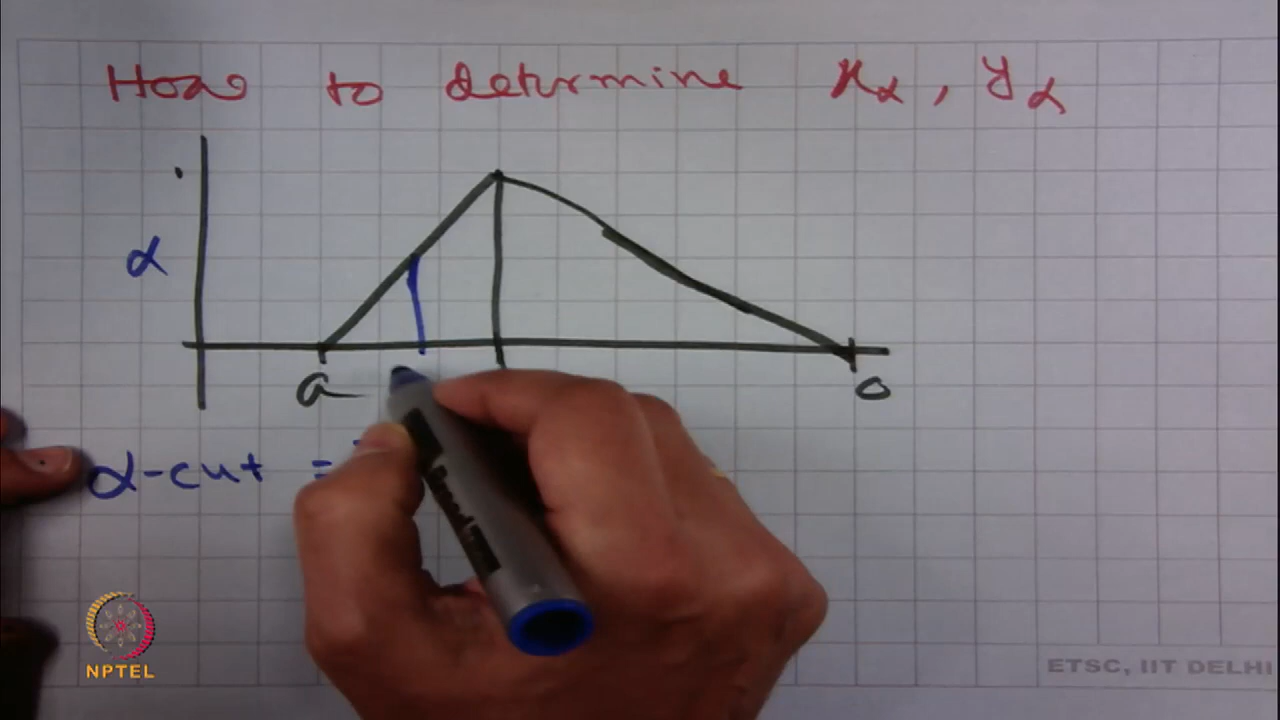 How to determine xα, yα
α
a
α-cut =
NPTEL
ETSC, IIT DELHI